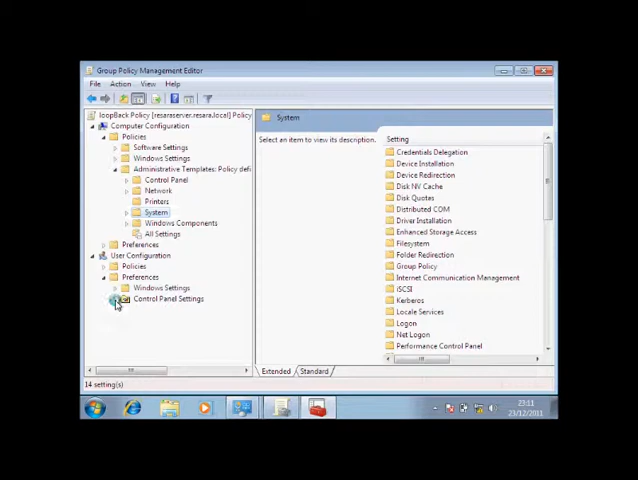 Group Policy Management Editor
File Action View Help
loopBack Policy [resaraserver.resara.local] Policy
Computer Configuration
Policies
Software Settings
Windows Settings
Administrative Templates: Policy defi
Control Panel
Network
Printers
System
Windows Components
All Settings
Preferences
User Configuration
Policies
Preferences
Windows Settings
Control Panel Settings
System
Select an item to view its description.
Setting
Credentials Delegation
Device Installation
Device Redirection
Disk NV Cache
Disk Quotas
Distributed COM
Driver Installation
Enhanced Storage Access
Filesystem
Folder Redirection
Group Policy
Internet Communication Management
iSCSI
Kerberos
Locale Services
Logon
Net Logon
Performance Control Panel
Extended Standard
14 setting(s)
23:11
23/12/2011